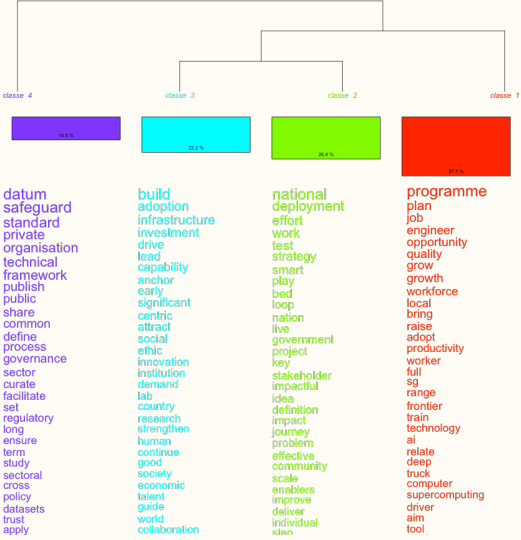 classe 4
classe 3
classe 2
classe 1
23.2 %
26.4 %
datum
safeguard
standard
private
organisation
technical
framework
publish
public
share
common
define
process
governance
sector
curate
facilitate
set
regulatory
long
ensure
term
study
sectoral
cross
policy
datasets
trust
apply
build
adoption
infrastructure
investment
drive
lead
capability
anchor
early
significant
centric
attract
social
ethic
innovation
institution
demand
lab
country
research
strengthen
human
continue
good
society
economic
talent
guide
world
collaboration
national
deployment
effort
work
test
strategy
smart
play
bed
loop
nation
live
government
project
key
stakeholder
impactful
idea
definition
impact
journey
problem
effective
community
scale
enablers
improve
deliver
individual
programme
plan
job
engineer
opportunity
quality
grow
growth
workforce
local
bring
raise
adopt
productivity
worker
full
sg
range
frontier
train
technology
ai
relate
deep
truck
computer
supercomputing
driver
aim
tool